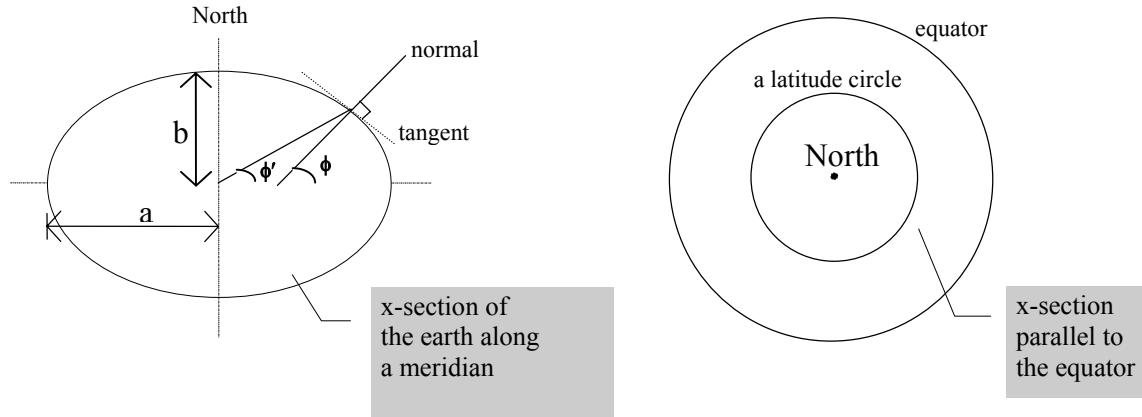 North
normal
b
tangent
ϕ'
ϕ
a
x-section of
the earth along
a meridian
equator
a latitude circle
North
x-section
parallel to
the equator